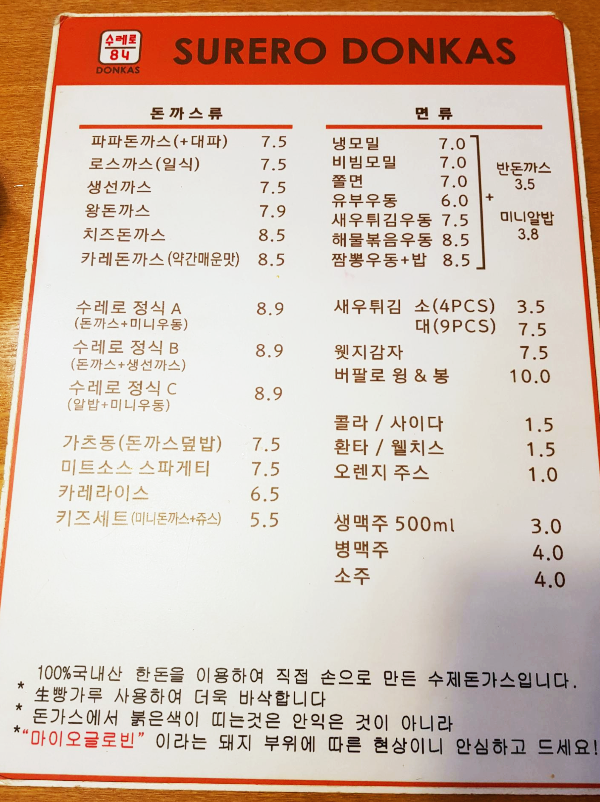 수레로
84
DONKAS
SURERO DONKAS
돈까스류
파파돈까스(+대파) 7.5
로스까스(일식) 7.5
생선까스 7.5
왕돈까스 7.9
치즈돈까스 8.5
카레돈까스(약간매운맛) 8.5
수레로 정식 A 8.9
(돈까스+미니우동)
수레로 정식 B 8.9
(돈까스+생선까스)
수레로 정식 C 8.9
(알밥+미니우동)
가츠동(돈까스덮밥) 7.5
미트소스 스파게티 7.5
카레라이스 6.5
키즈세트(미니돈까스+쥬스) 5.5
면류
냉모밀 7.0
비빔모밀 7.0
쫄면 7.0
유부우동 6.0
새우튀김우동 7.5
해물볶음우동 8.5
짬뽕우동+밥 8.5
+
반돈까스
3.5
미니알밥
3.8
새우튀김 소(4PCS) 3.5
대(9PCS) 7.5
웻지감자 7.5
버팔로 윙 & 봉 10.0
콜라 / 사이다 1.5
환타 / 웰치스 1.5
오렌지 주스 1.0
생맥주 500ml 3.0
병맥주 4.0
소주 4.0
* 100%국내산 한돈을 이용하여 직접 손으로 만든 수제돈가스입니다.
* 生빵가루 사용하여 더욱 바삭합니다
* 돈가스에서 붉은색이 띠는것은 안익은 것이 아니라
"마이오글로빈" 이라는 돼지 부위에 따른 현상이니 안심하고 드세요!